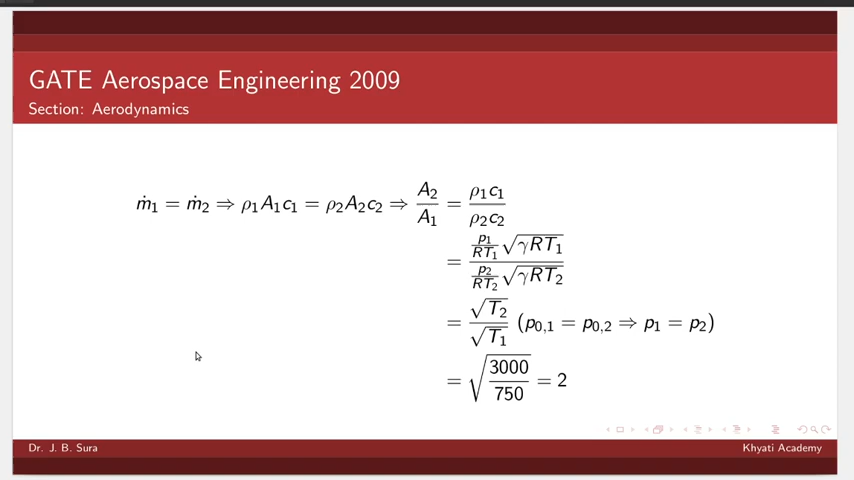 GATE Aerospace Engineering 2009
Section: Aerodynamics
ṁ₁ = ṁ₂ ⇒ ρ₁A₁c₁ = ρ₂A₂c₂ ⇒ A₂/A₁ = ρ₁c₁/ρ₂c₂
= (p₁/RT₁ √γRT₁)/(p₂/RT₂ √γRT₂)
= √T₂/√T₁ (p₀,₁ = p₀,₂ ⇒ p₁ = p₂)
= √(3000/750) = 2
Dr. J. B. Sura Khyati Academy